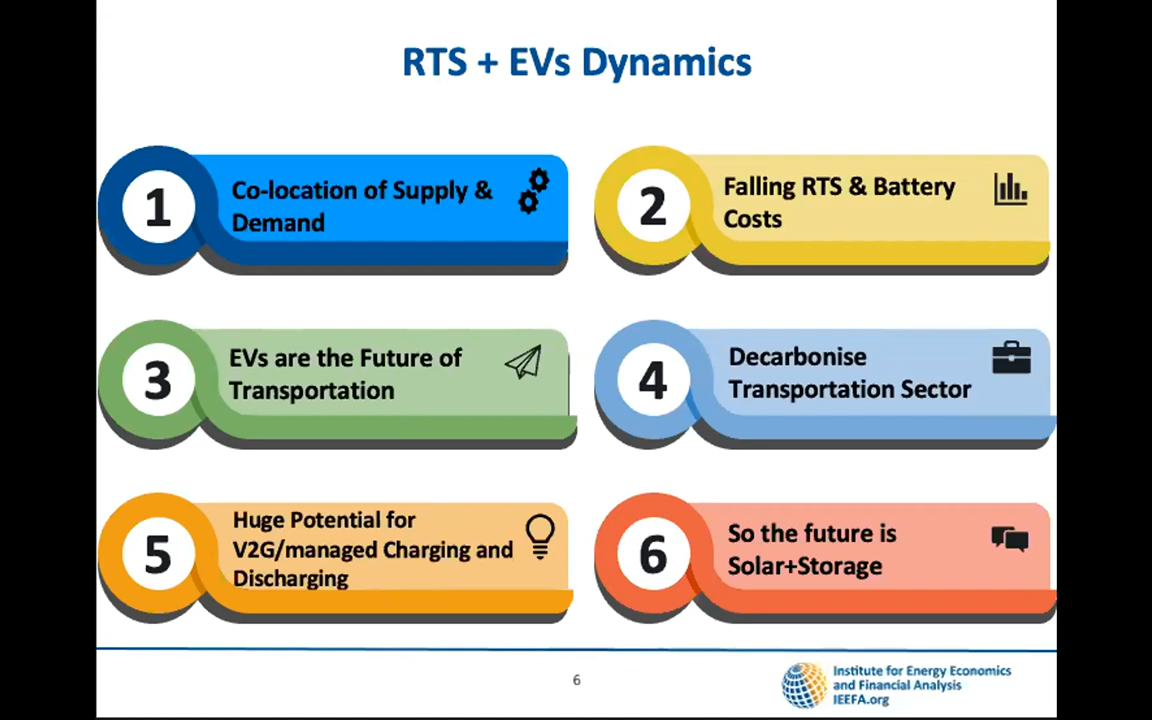 RTS + EVs Dynamics
1
Co-location of Supply &
Demand
2
Falling RTS & Battery
Costs
3
EVs are the Future of
Transportation
4
Decarbonise
Transportation Sector
5
Huge Potential for
V2G/managed Charging and
Discharging
6
So the future is
Solar+Storage
6
Institute for Energy Economics
and Financial Analysis
IEEFA.org